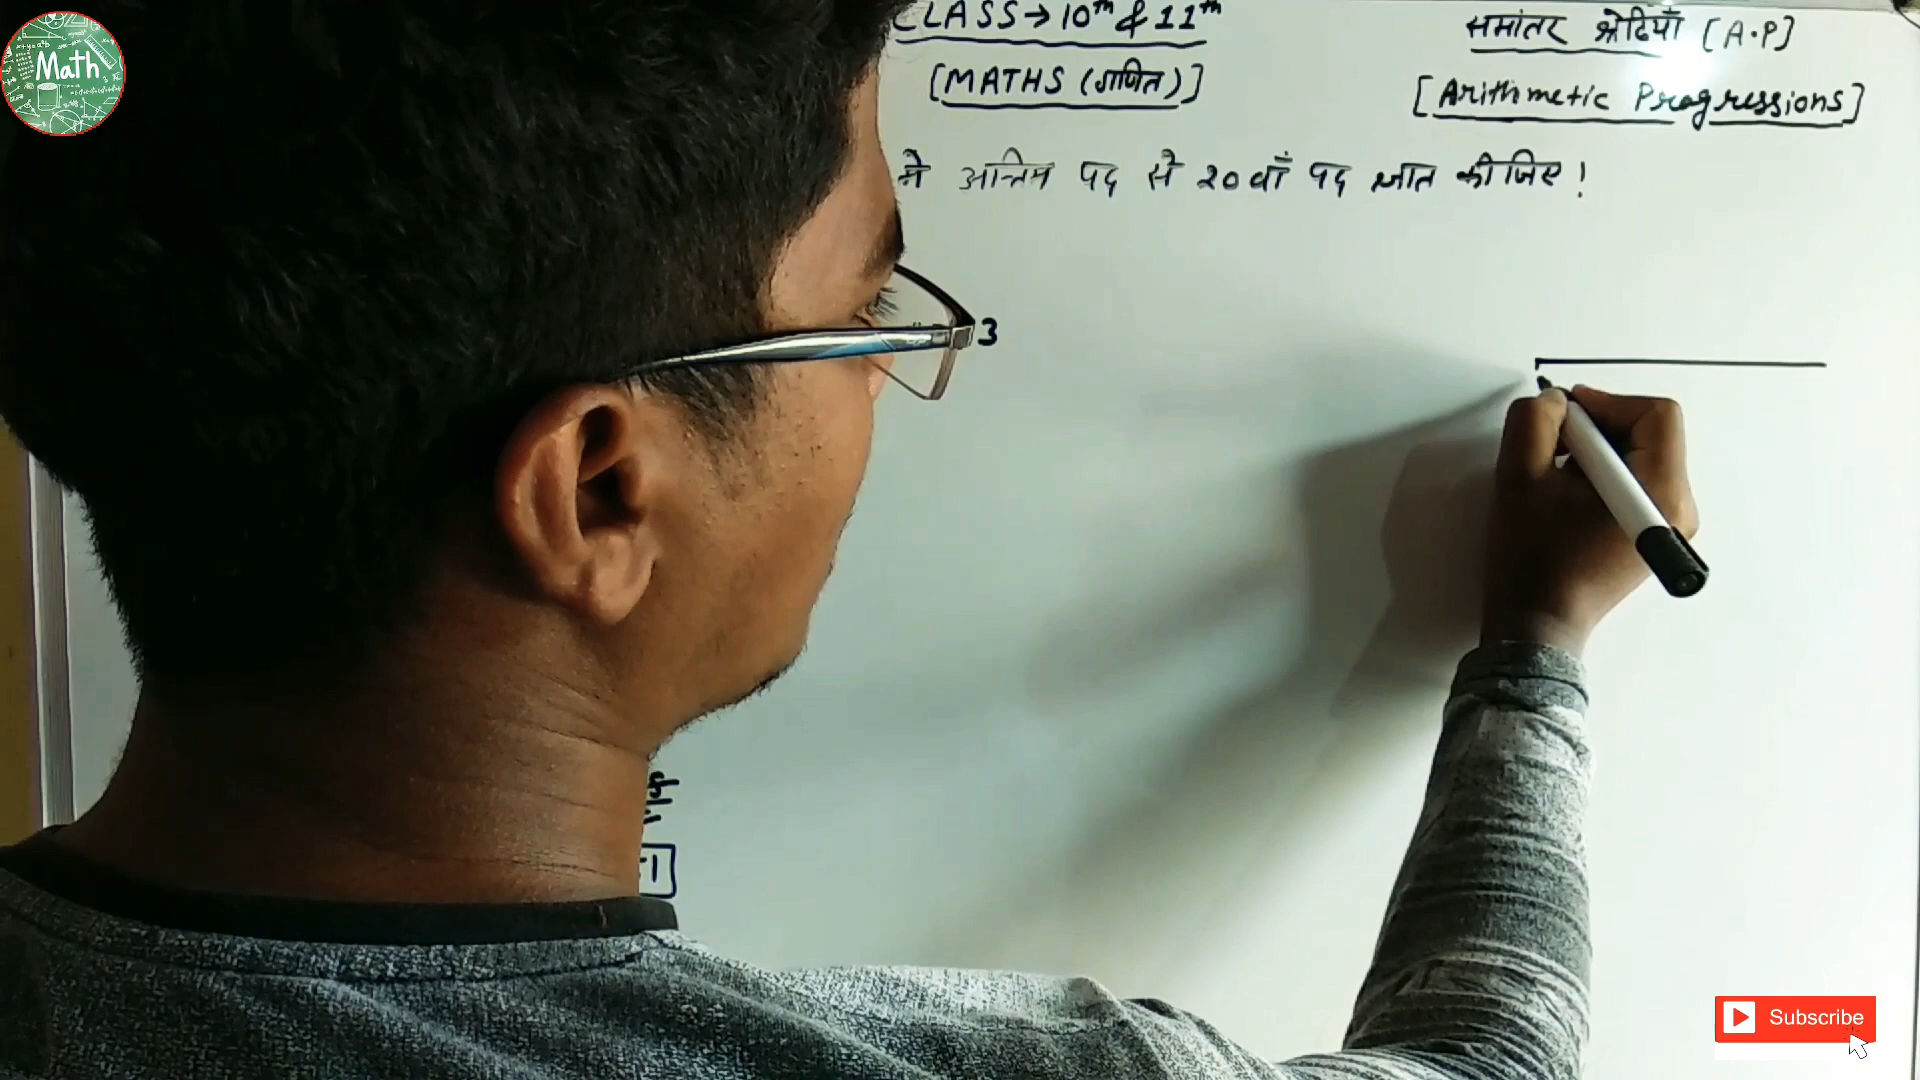 Math
CLASS → 10th & 11th
[MATHS (गणित)]
समांतर श्रेढियाँ [A.P]
[Arithmetic Progressions]
में अन्तिम पद से 20वाँ पद ज्ञात कीजिए !
3
Subscribe